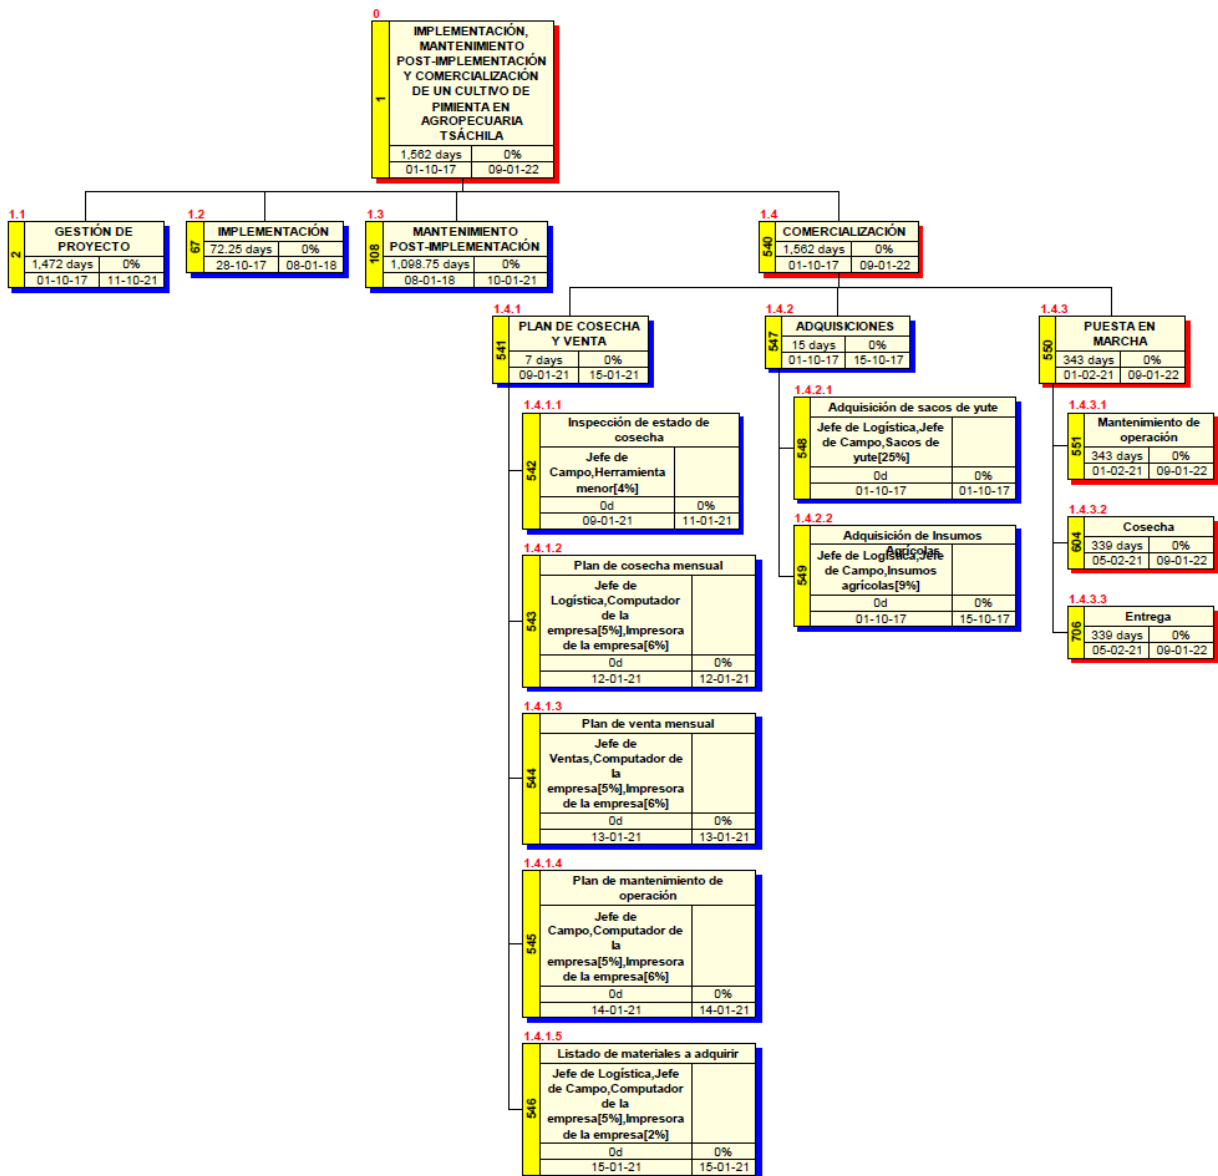 0
IMPLEMENTACIÓN,
MANTENIMIENTO
POST-IMPLEMENTACIÓN
Y COMERCIALIZACIÓN
DE UN CULTIVO DE
PIMIENTA EN
AGROPECUARIA
TSÁCHILA
1
1,562 days 0%
01-10-17 09-01-22
1.1
GESTIÓN DE
PROYECTO
2
1,472 days 0%
01-10-17 11-10-21
1.2
IMPLEMENTACIÓN
67
72.25 days 0%
28-10-17 08-01-18
1.3
MANTENIMIENTO
POST-IMPLEMENTACIÓN
108
1,098.75 days 0%
08-01-18 10-01-21
1.4
COMERCIALIZACIÓN
540
1,562 days 0%
01-10-17 09-01-22
1.4.1
PLAN DE COSECHA
Y VENTA
541
7 days 0%
09-01-21 15-01-21
1.4.1.1
Inspección de estado de
cosecha
542
Jefe de
Campo,Herramienta
menor[4%]
0d 0%
09-01-21 11-01-21
1.4.1.2
Plan de cosecha mensual
543
Jefe de
Logística,Computador
de la
empresa[5%],Impresora
de la empresa[6%]
0d 0%
12-01-21 12-01-21
1.4.1.3
Plan de venta mensual
544
Jefe de
Ventas,Computador de
la
empresa[5%],Impresora
de la empresa[6%]
0d 0%
13-01-21 13-01-21
1.4.1.4
Plan de mantenimiento de
operación
545
Jefe de
Campo,Computador de
la
empresa[5%],Impresora
de la empresa[6%]
0d 0%
14-01-21 14-01-21
1.4.1.5
Listado de materiales a adquirir
546
Jefe de Logística,Jefe
de Campo,Computador
de la
empresa[5%],Impresora
de la empresa[2%]
0d 0%
15-01-21 15-01-21
1.4.2
ADQUISICIONES
547
15 days 0%
01-10-17 15-10-17
1.4.2.1
Adquisición de sacos de yute
548
Jefe de Logística,Jefe
de Campo,Sacos de
yute[25%]
0d 0%
01-10-17 01-10-17
1.4.2.2
Adquisición de Insumos
Agrícolas
549
Jefe de Logística,Jefe
de Campo,Insumos
agrícolas[9%]
0d 0%
01-10-17 15-10-17
1.4.3
PUESTA EN
MARCHA
550
343 days 0%
01-02-21 09-01-22
1.4.3.1
Mantenimiento de
operación
551
343 days 0%
01-02-21 09-01-22
1.4.3.2
Cosecha
604
339 days 0%
05-02-21 09-01-22
1.4.3.3
Entrega
706
339 days 0%
05-02-21 09-01-22